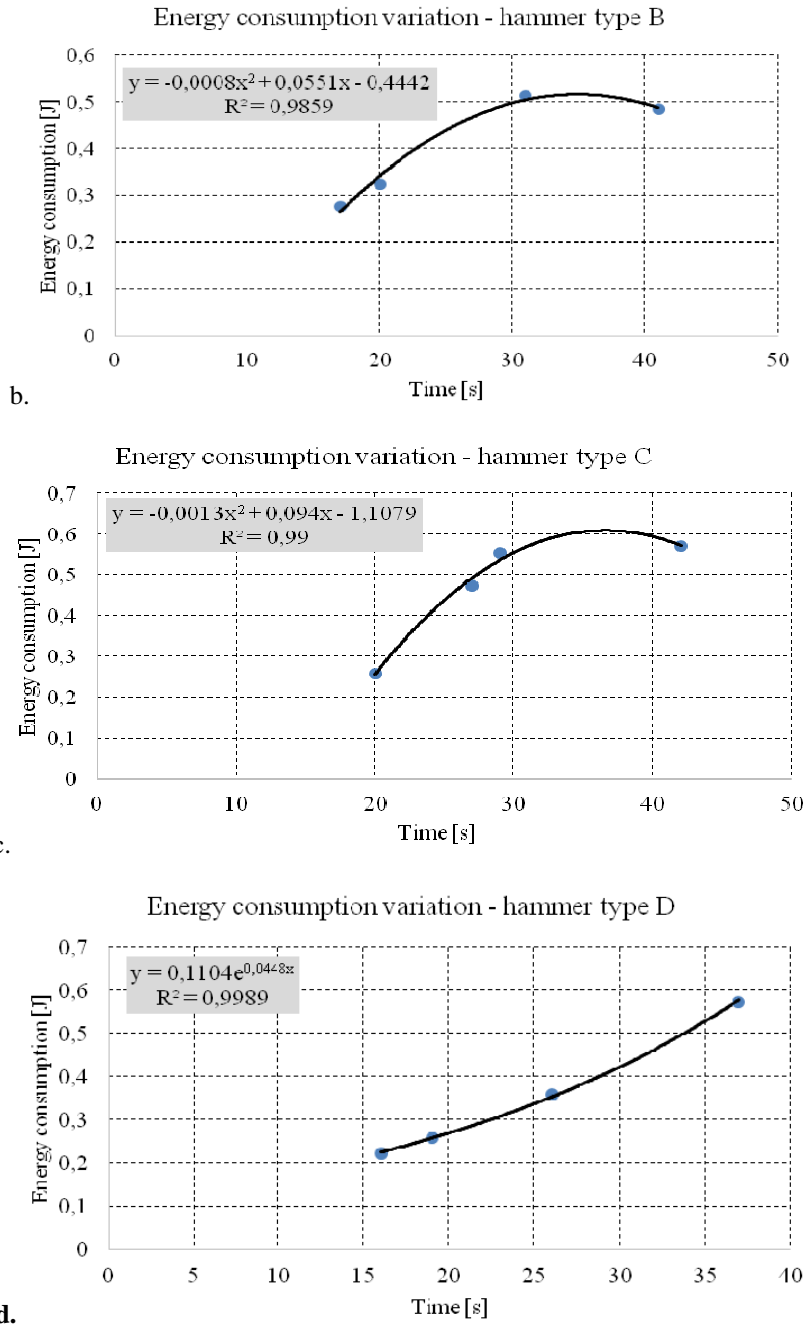 Energy consumption variation - hammer type B
y = -0,0008x² + 0,0551x - 0,4442
R² = 0,9859
Energy consumption [J]
0,6
0,5
0,4
0,3
0,2
0,1
0
0 10 20 30 40 50
Time [s]
b.
Energy consumption variation - hammer type C
y = -0,0013x² + 0,094x - 1,1079
R² = 0,99
Energy consumption [J]
0,7
0,6
0,5
0,4
0,3
0,2
0,1
0
0 10 20 30 40 50
Time [s]
c.
Energy consumption variation - hammer type D
y = 0,1104e^0,0448x
R² = 0,9989
Energy consumption [J]
0,7
0,6
0,5
0,4
0,3
0,2
0,1
0
0 5 10 15 20 25 30 35 40
Time [s]
d.